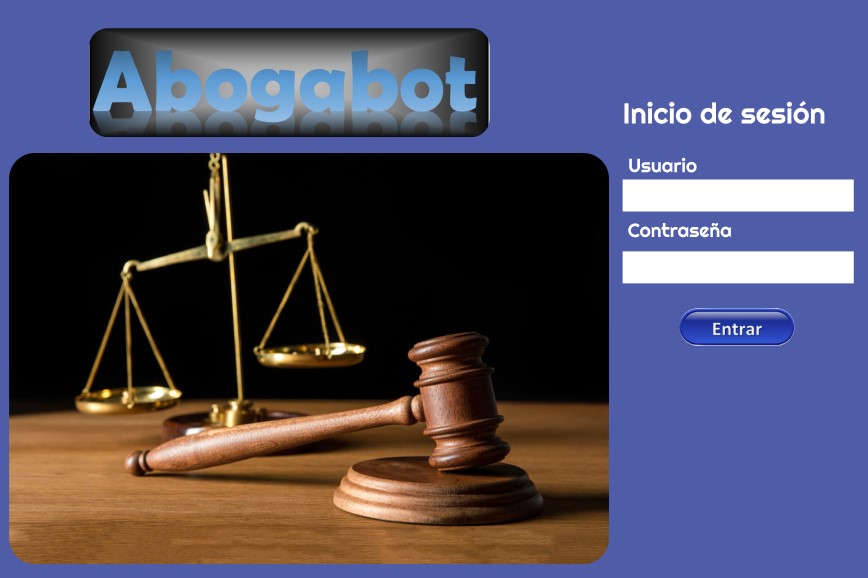 Abogabot
Inicio de sesión
Usuario
Contraseña
Entrar